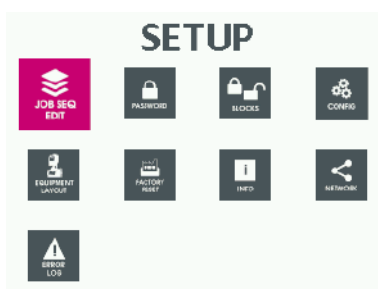 SETUP
JOB SEQ
EDIT
PASSWORD
BLOCKS
CONFIG
EQUIPMENT
LAYOUT
FACTORY
RESET
i
INFO
NETWORK
ERROR
LOG